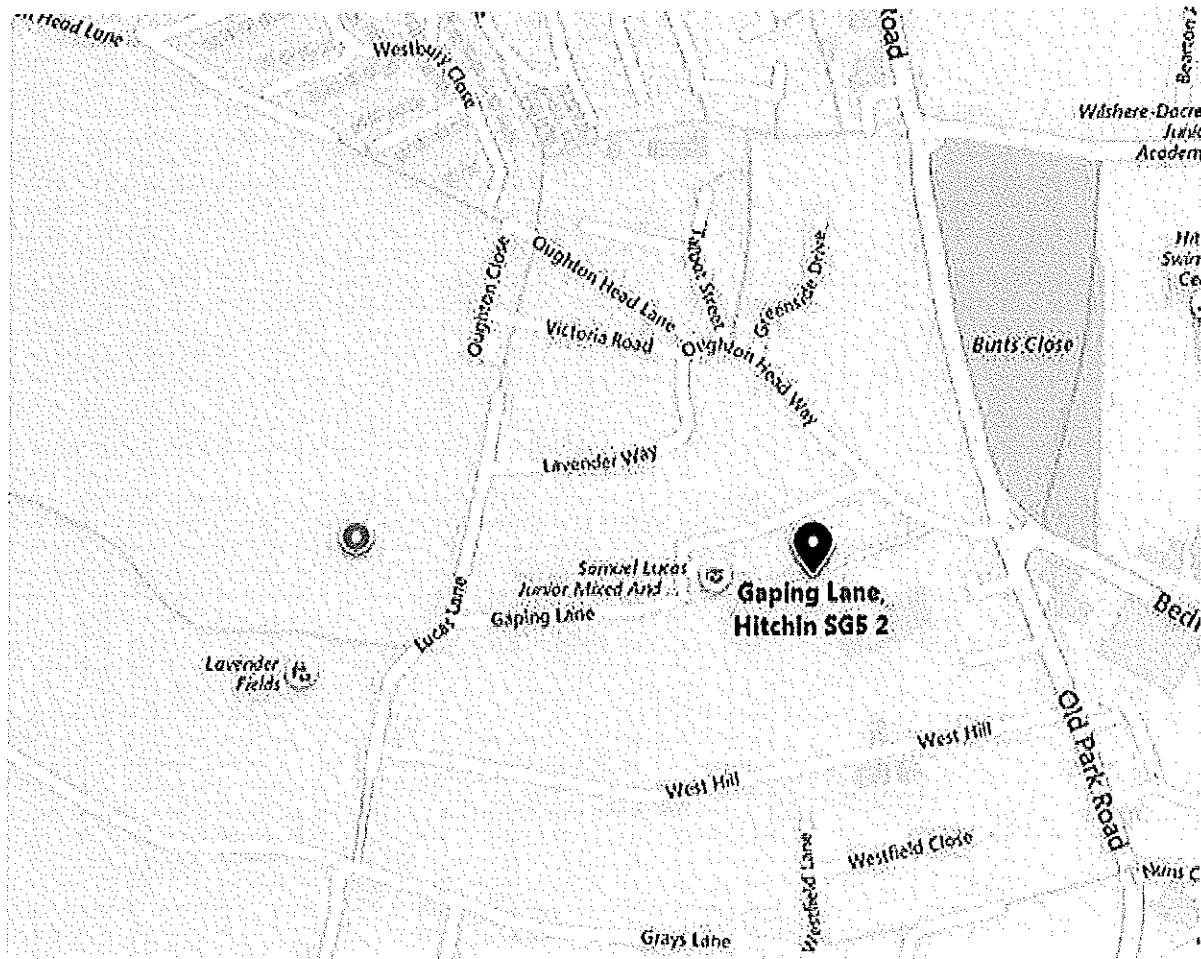 Head Lane
Westbury Close
Road
Wilshere-Dacre
Academ
Oughton Close
Oughton Head Lane
Talbot Street
Greenside Drive
Victoria Road
Oughton Head Way
Butts Close
Lavender Way
Samuel Lucas
Junior Mixed And ...
Gaping Lane,
Hitchin SG5 2
Gaping Lane
Lucas Lane
Lavender
Fields
Old Park Road
West Hill
West Hill
Westfield Close
Westfield Lane
Grays Lane